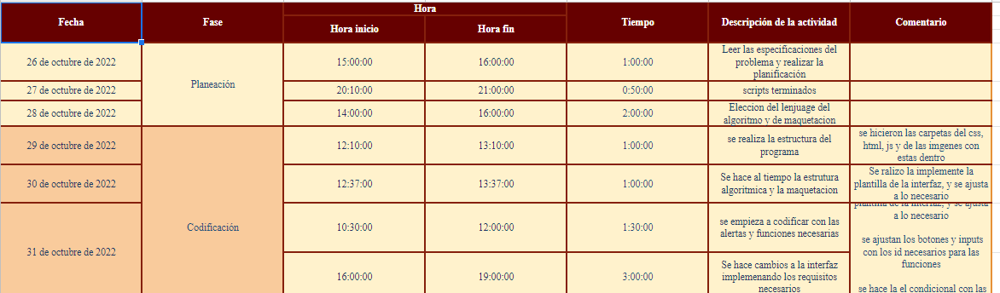 Hora
Fecha
Fase
Hora inicio
Hora fin
Tiempo
Descripción de la actividad
Comentario
26 de octubre de 2022
Planeación
15:00:00
16:00:00
1:00:00
Leer las especificaciones del
problema y realizar la
planificación
27 de octubre de 2022
20:10:00
21:00:00
0:50:00
scripts terminados
28 de octubre de 2022
14:00:00
16:00:00
2:00:00
Eleccion del lenjuage del
algoritmo y de maquetacion
29 de octubre de 2022
Codificación
12:10:00
13:10:00
1:00:00
se realiza la estructura del
programa
se hicieron las carpetas del css,
html, js y de las imgenes con
estas dentro
30 de octubre de 2022
12:37:00
13:37:00
1:00:00
Se hace al tiempo la estrutura
algoritmica y la maquetacion
Se ralizo la implemente la
plantilla de la interfaz, y se ajusta
a lo necesario
31 de octubre de 2022
10:30:00
12:00:00
1:30:00
se empieza a codificar con las
alertas y funciones necesarias
plantilla de la interfaz, y se ajusta
a lo necesario
se ajustan los botones y inputs
con los id necesarios para las
funciones
16:00:00
19:00:00
3:00:00
Se hace cambios a la interfaz
implemenando los requisitos
necesarios
se hace la el condicional con las